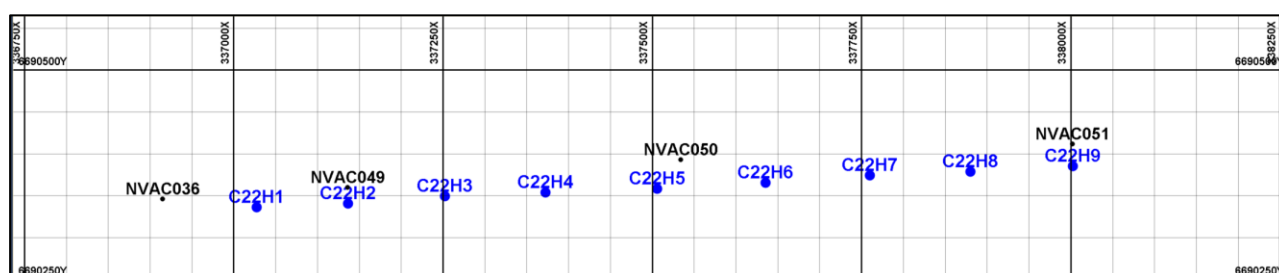 336750X
337000X
337250X
337500X
337750X
338000X
338250X
6690500Y
6690500Y
NVAC051
NVAC050
C22H9
C22H8
C22H7
C22H6
C22H5
NVAC036
NVAC049
C22H1
C22H2
C22H3
C22H4
6690250Y
6690250Y